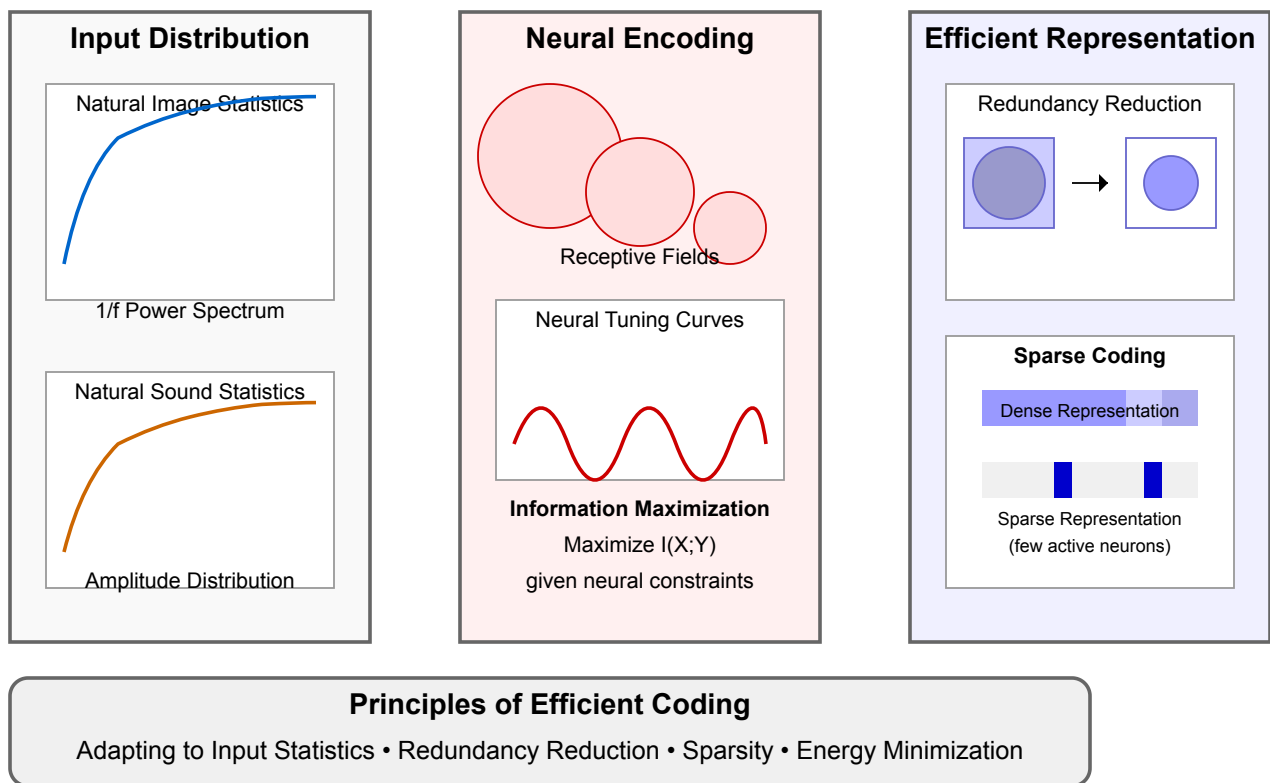 Input Distribution
Natural Image Statistics
1/f Power Spectrum
Natural Sound Statistics
Amplitude Distribution
Neural Encoding
Receptive Fields
Neural Tuning Curves
Information Maximization
Maximize I(X;Y)
given neural constraints
Efficient Representation
Redundancy Reduction
Sparse Coding
Dense Representation
Sparse Representation
(few active neurons)
Principles of Efficient Coding
Adapting to Input Statistics • Redundancy Reduction • Sparsity • Energy Minimization